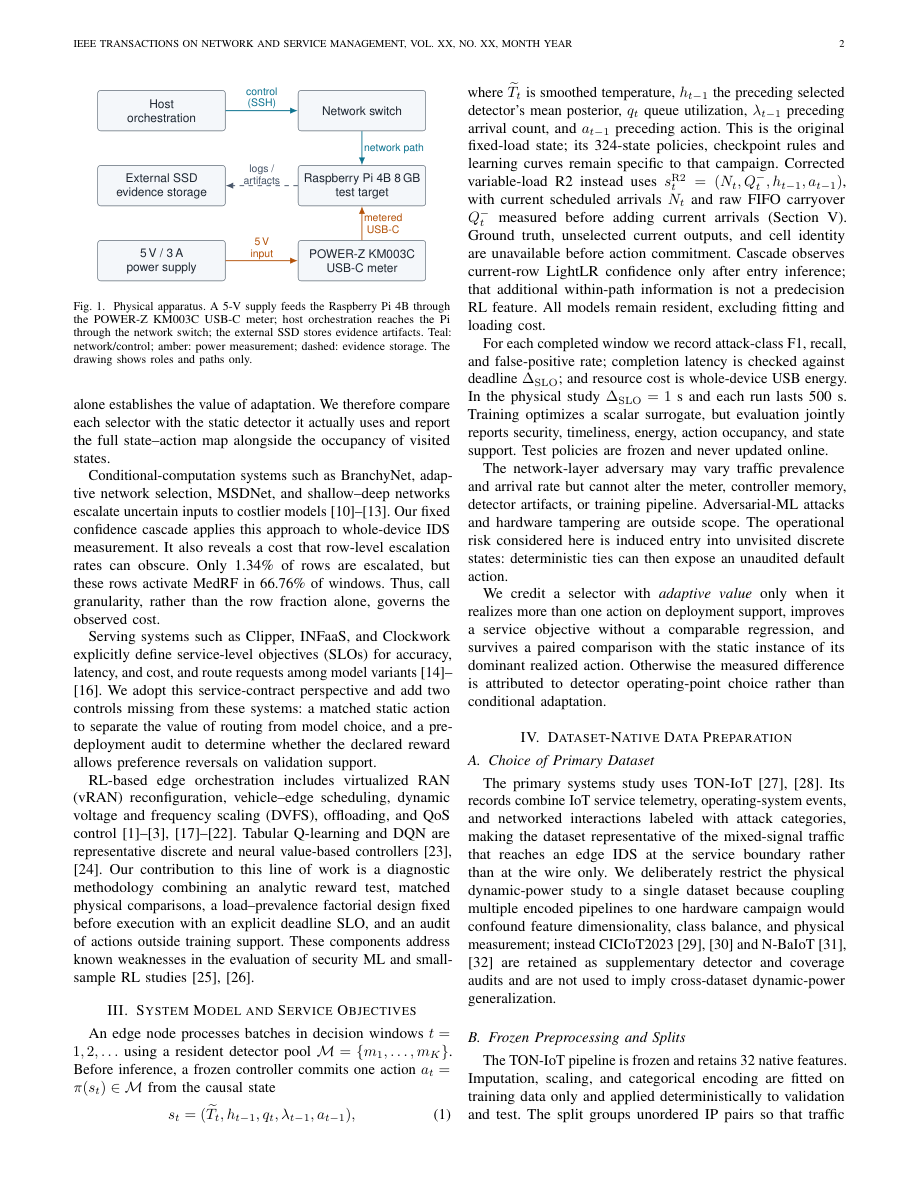 IEEE TRANSACTIONS ON NETWORK AND SERVICE MANAGEMENT, VOL. XX, NO. XX, MONTH YEAR 2
Host
orchestration
control
(SSH)
Network switch
network path
External SSD
evidence storage
logs /
artifacts
Raspberry Pi 4B 8 GB
test target
metered
USB-C
5 V / 3 A
power supply
5 V
input
POWER-Z KM003C
USB-C meter
Fig. 1. Physical apparatus. A 5-V supply feeds the Raspberry Pi 4B through
the POWER-Z KM003C USB-C meter; host orchestration reaches the Pi
through the network switch; the external SSD stores evidence artifacts. Teal:
network/control; amber: power measurement; dashed: evidence storage. The
drawing shows roles and paths only.
alone establishes the value of adaptation. We therefore compare
each selector with the static detector it actually uses and report
the full state–action map alongside the occupancy of visited
states.
Conditional-computation systems such as BranchyNet, adap-
tive network selection, MSDNet, and shallow–deep networks
escalate uncertain inputs to costlier models [10]–[13]. Our fixed
confidence cascade applies this approach to whole-device IDS
measurement. It also reveals a cost that row-level escalation
rates can obscure. Only 1.34% of rows are escalated, but
these rows activate MedRF in 66.76% of windows. Thus, call
granularity, rather than the row fraction alone, governs the
observed cost.
Serving systems such as Clipper, INFaaS, and Clockwork
explicitly define service-level objectives (SLOs) for accuracy,
latency, and cost, and route requests among model variants [14]–
[16]. We adopt this service-contract perspective and add two
controls missing from these systems: a matched static action
to separate the value of routing from model choice, and a pre-
deployment audit to determine whether the declared reward
allows preference reversals on validation support.
RL-based edge orchestration includes virtualized RAN
(vRAN) reconfiguration, vehicle–edge scheduling, dynamic
voltage and frequency scaling (DVFS), offloading, and QoS
control [1]–[3], [17]–[22]. Tabular Q-learning and DQN are
representative discrete and neural value-based controllers [23],
[24]. Our contribution to this line of work is a diagnostic
methodology combining an analytic reward test, matched
physical comparisons, a load–prevalence factorial design fixed
before execution with an explicit deadline SLO, and an audit
of actions outside training support. These components address
known weaknesses in the evaluation of security ML and small-
sample RL studies [25], [26].
III. SYSTEM MODEL AND SERVICE OBJECTIVES
An edge node processes batches in decision windows t =
1, 2, . . . using a resident detector pool M = {m₁, . . . , m_K}.
Before inference, a frozen controller commits one action a_t =
π(s_t) ∈ M from the causal state
s_t = (T̃_t, h_{t−1}, q_t, λ_{t−1}, a_{t−1}), (1)
where T̃_t is smoothed temperature, h_{t−1} the preceding selected
detector's mean posterior, q_t queue utilization, λ_{t−1} preceding
arrival count, and a_{t−1} preceding action. This is the original
fixed-load state; its 324-state policies, checkpoint rules and
learning curves remain specific to that campaign. Corrected
variable-load R2 instead uses s_t^{R2} = (N_t, Q_t^−, h_{t−1}, a_{t−1}),
with current scheduled arrivals N_t and raw FIFO carryover
Q_t^− measured before adding current arrivals (Section V).
Ground truth, unselected current outputs, and cell identity
are unavailable before action commitment. Cascade observes
current-row LightLR confidence only after entry inference;
that additional within-path information is not a predecision
RL feature. All models remain resident, excluding fitting and
loading cost.
For each completed window we record attack-class F1, recall,
and false-positive rate; completion latency is checked against
deadline Δ_SLO; and resource cost is whole-device USB energy.
In the physical study Δ_SLO = 1 s and each run lasts 500 s.
Training optimizes a scalar surrogate, but evaluation jointly
reports security, timeliness, energy, action occupancy, and state
support. Test policies are frozen and never updated online.
The network-layer adversary may vary traffic prevalence
and arrival rate but cannot alter the meter, controller memory,
detector artifacts, or training pipeline. Adversarial-ML attacks
and hardware tampering are outside scope. The operational
risk considered here is induced entry into unvisited discrete
states: deterministic ties can then expose an unaudited default
action.
We credit a selector with adaptive value only when it
realizes more than one action on deployment support, improves
a service objective without a comparable regression, and
survives a paired comparison with the static instance of its
dominant realized action. Otherwise the measured difference
is attributed to detector operating-point choice rather than
conditional adaptation.
IV. DATASET-NATIVE DATA PREPARATION
A. Choice of Primary Dataset
The primary systems study uses TON-IoT [27], [28]. Its
records combine IoT service telemetry, operating-system events,
and networked interactions labeled with attack categories,
making the dataset representative of the mixed-signal traffic
that reaches an edge IDS at the service boundary rather
than at the wire only. We deliberately restrict the physical
dynamic-power study to a single dataset because coupling
multiple encoded pipelines to one hardware campaign would
confound feature dimensionality, class balance, and physical
measurement; instead CICIoT2023 [29], [30] and N-BaIoT [31],
[32] are retained as supplementary detector and coverage
audits and are not used to imply cross-dataset dynamic-power
generalization.
B. Frozen Preprocessing and Splits
The TON-IoT pipeline is frozen and retains 32 native features.
Imputation, scaling, and categorical encoding are fitted on
training data only and applied deterministically to validation
and test. The split groups unordered IP pairs so that traffic